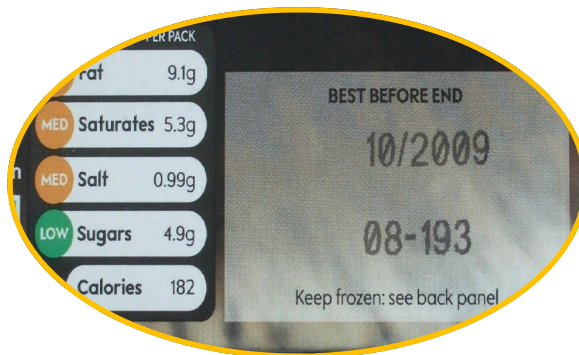 PER PACK
Fat 9.1g
MED Saturates 5.3g
MED Salt 0.99g
LOW Sugars 4.9g
Calories 182
BEST BEFORE END
10/2009
08-193
Keep frozen: see back panel